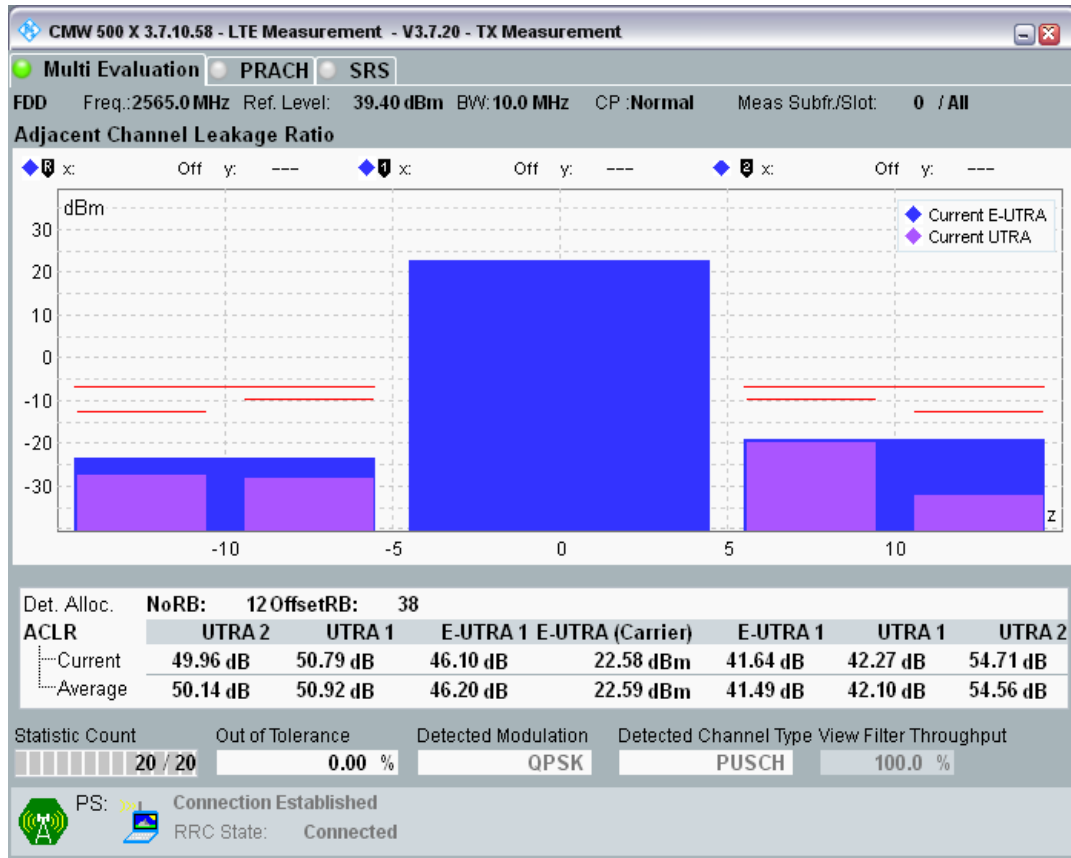 CMW 500 X 3.7.10.58 - LTE Measurement - V3.7.20 - TX Measurement
Multi Evaluation PRACH SRS
FDD Freq.:2565.0 MHz Ref. Level: 39.40 dBm BW:10.0 MHz CP :Normal Meas Subfr./Slot: 0 / All
Adjacent Channel Leakage Ratio
R x: Off y: --- 1 x: Off y: --- 2 x: Off y: ---
dBm
Current E-UTRA
Current UTRA
30
20
10
0
-10
-20
-30
z
-10 -5 0 5 10
Det. Alloc. NoRB: 12 OffsetRB: 38
ACLR UTRA 2 UTRA 1 E-UTRA 1 E-UTRA (Carrier) E-UTRA 1 UTRA 1 UTRA 2
Current 49.96 dB 50.79 dB 46.10 dB 22.58 dBm 41.64 dB 42.27 dB 54.71 dB
Average 50.14 dB 50.92 dB 46.20 dB 22.59 dBm 41.49 dB 42.10 dB 54.56 dB
Statistic Count Out of Tolerance Detected Modulation Detected Channel Type View Filter Throughput
20 / 20 0.00 % QPSK PUSCH 100.0 %
PS: Connection Established
RRC State: Connected